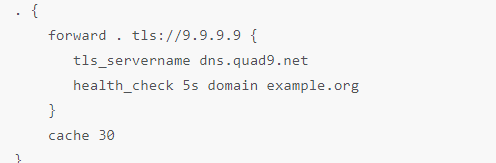 . {
    forward . tls://9.9.9.9 {
       tls_servername dns.quad9.net
       health_check 5s domain example.org
    }
    cache 30
}